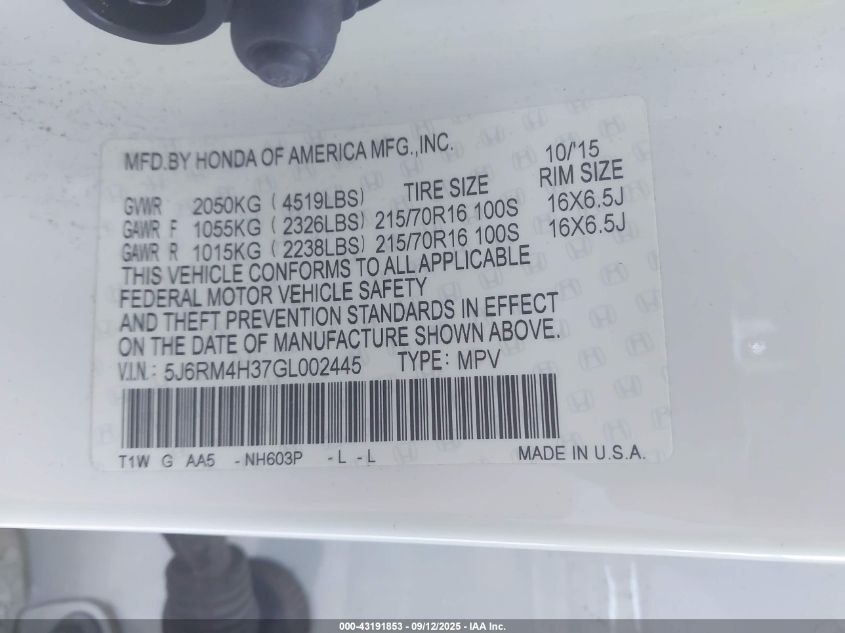 MFD.BY HONDA OF AMERICA MFG.,INC. 10/'15
TIRE SIZE RIM SIZE
GVWR 2050KG ( 4519LBS)
GAWR F 1055KG ( 2326LBS) 215/70R16 100S 16X6.5J
GAWR R 1015KG ( 2238LBS) 215/70R16 100S 16X6.5J
THIS VEHICLE CONFORMS TO ALL APPLICABLE
FEDERAL MOTOR VEHICLE SAFETY
AND THEFT PREVENTION STANDARDS IN EFFECT
ON THE DATE OF MANUFACTURE SHOWN ABOVE.
V.I.N.: 5J6RM4H37GL002445 TYPE: MPV
T1W G AA5 -NH603P -L -L MADE IN U.S.A.
000-43191853 - 09/12/2025 - IAA Inc.